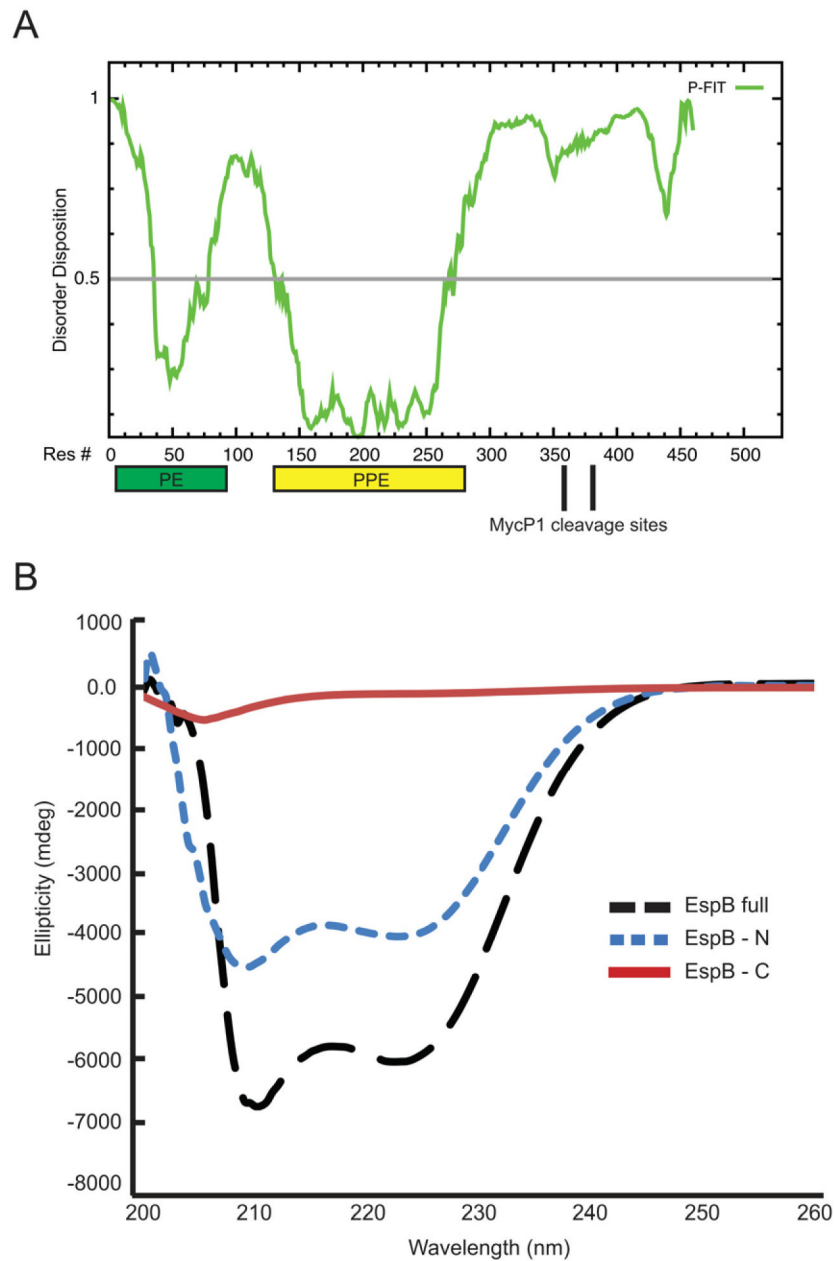 A
P-FIT
1
0.5
Disorder Disposition
Res # 0 50 100 150 200 250 300 350 400 450 500
PE
PPE
MycP1 cleavage sites
B
1000
0.0
-1000
-2000
-3000
-4000
-5000
-6000
-7000
-8000
Ellipticity (mdeg)
EspB full
EspB - N
EspB - C
200 210 220 230 240 250 260
Wavelength (nm)